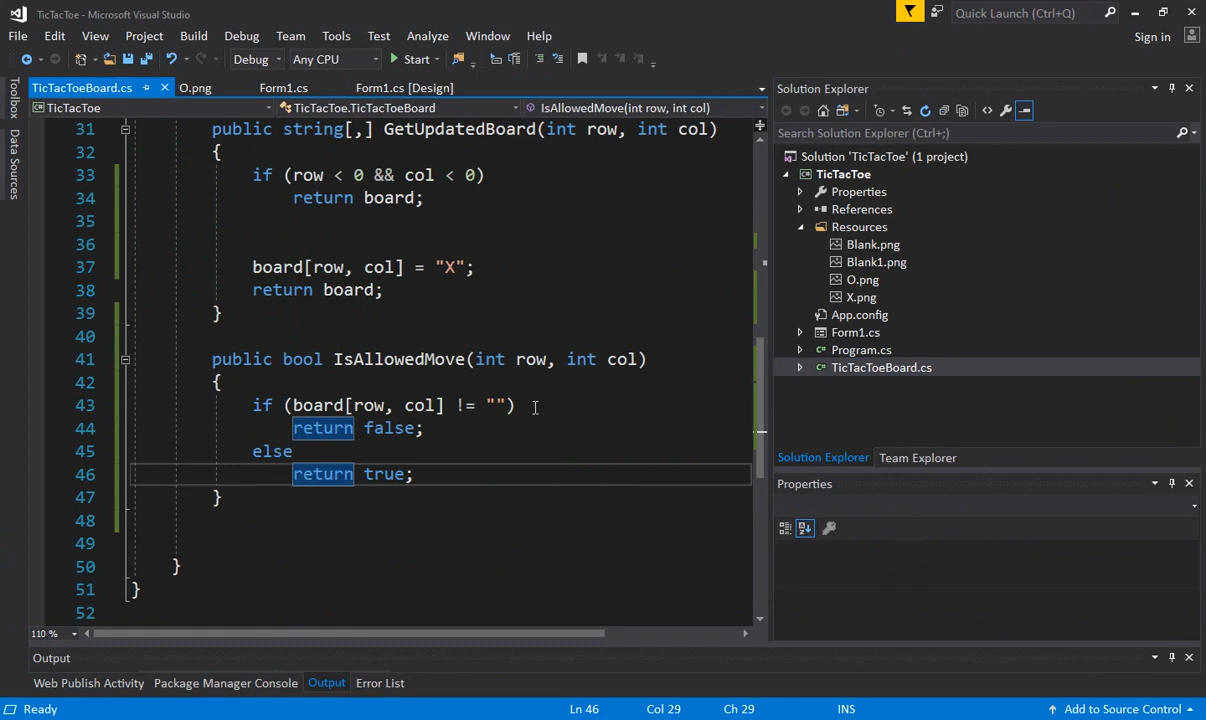 TicTacToe - Microsoft Visual Studio
Quick Launch (Ctrl+Q)
File Edit View Project Build Debug Team Tools Test Analyze Window Help
Sign in
Debug Any CPU Start
Toolbox
Data Sources
TicTacToeBoard.cs O.png Form1.cs Form1.cs [Design]
TicTacToe TicTacToe.TicTacToeBoard IsAllowedMove(int row, int col)
31 public string[,] GetUpdatedBoard(int row, int col)
32 {
33 if (row < 0 && col < 0)
34 return board;
35
36
37 board[row, col] = "X";
38 return board;
39 }
40
41 public bool IsAllowedMove(int row, int col)
42 {
43 if (board[row, col] != "")
44 return false;
45 else
46 return true;
47 }
48
49
50 }
51 }
52
110 %
Solution Explorer
Search Solution Explorer (Ctrl+;)
Solution 'TicTacToe' (1 project)
TicTacToe
Properties
References
Resources
Blank.png
Blank1.png
O.png
X.png
App.config
Form1.cs
Program.cs
TicTacToeBoard.cs
Solution Explorer Team Explorer
Properties
Output
Web Publish Activity Package Manager Console Output Error List
Ready Ln 46 Col 29 Ch 29 INS Add to Source Control